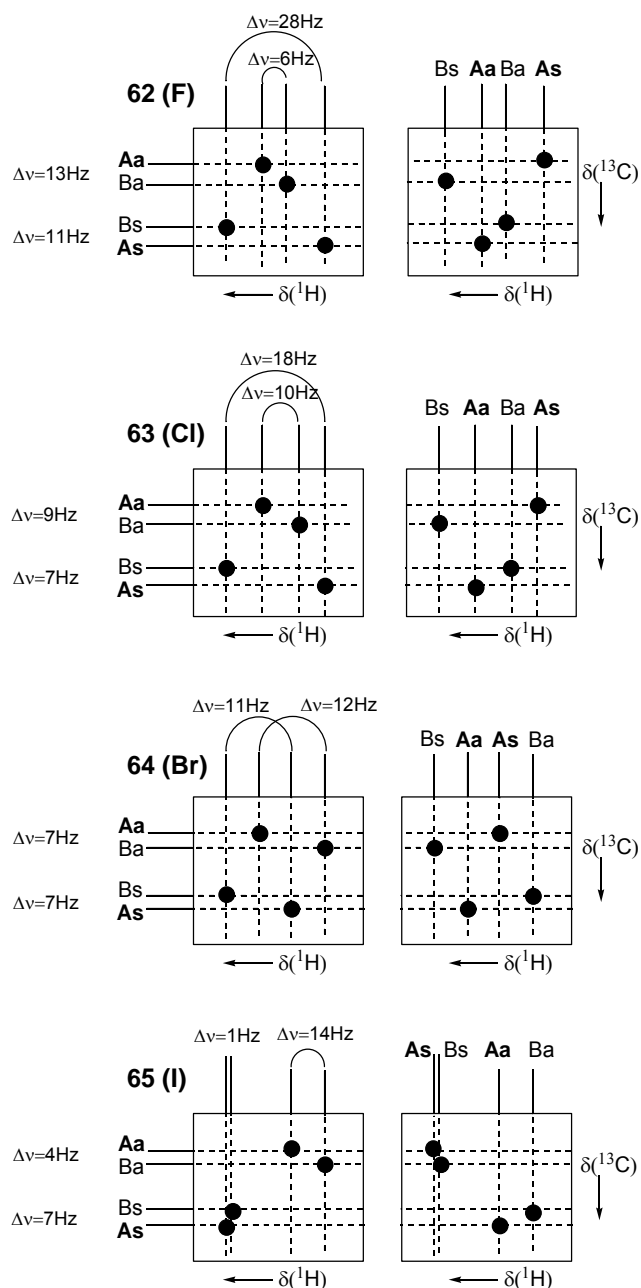 Δν=28Hz
Δν=6Hz
Bs Aa Ba As
62 (F)
Aa
Δν=13Hz
Ba
δ(¹³C)
Bs
Δν=11Hz
As
δ(¹H) δ(¹H)
Δν=18Hz
Δν=10Hz
Bs Aa Ba As
63 (Cl)
Aa
Δν=9Hz
Ba
δ(¹³C)
Bs
Δν=7Hz
As
δ(¹H) δ(¹H)
Δν=11Hz Δν=12Hz
Bs Aa As Ba
64 (Br)
Aa
Δν=7Hz
Ba
δ(¹³C)
Bs
Δν=7Hz
As
δ(¹H) δ(¹H)
Δν=1Hz Δν=14Hz
As Bs Aa Ba
65 (I)
Aa
Δν=4Hz
Ba
δ(¹³C)
Bs
Δν=7Hz
As
δ(¹H) δ(¹H)